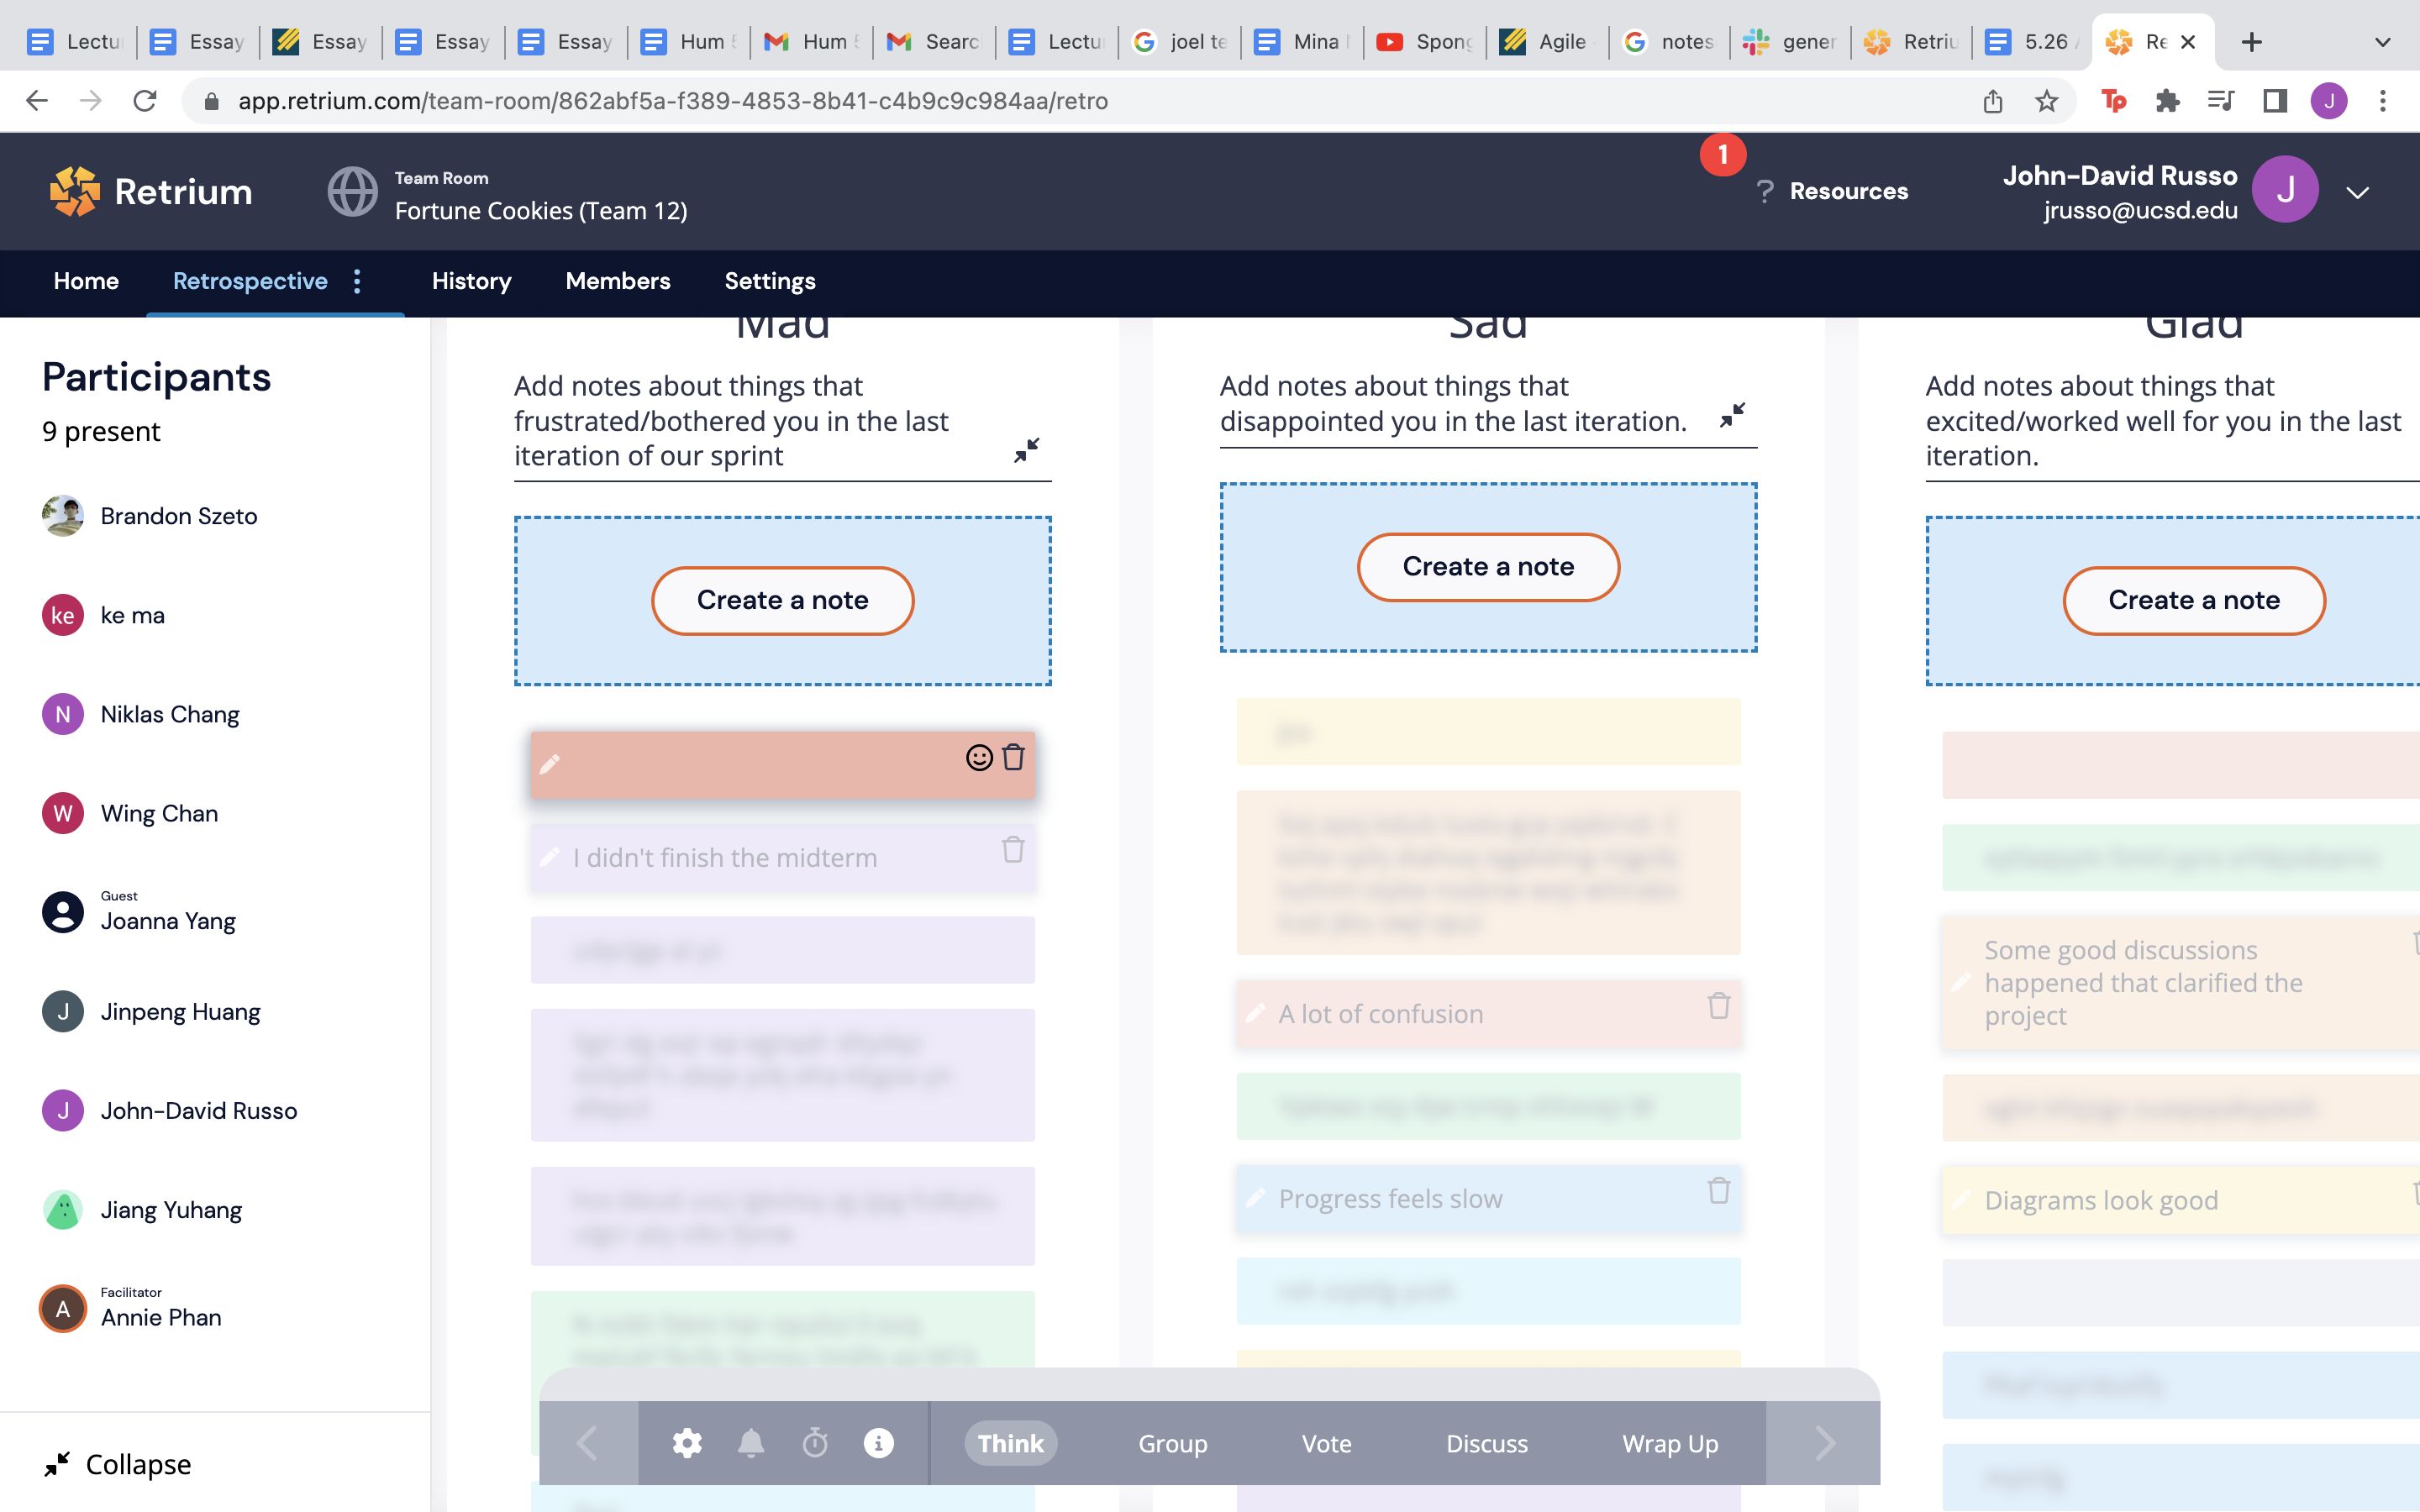 Lectu
Essay
Essay
Essay
Essay
Hum 5
Hum 5
Searc
Lectu
joel te
Mina
Spong
Agile
notes
gener
Retriu
5.26
Re
app.retrium.com/team-room/862abf5a-f389-4853-8b41-c4b9c9c984aa/retro
Tp
J
Retrium
Team Room
Fortune Cookies (Team 12)
1
? Resources
John-David Russo
jrusso@ucsd.edu
J
Home
Retrospective
History
Members
Settings
Participants
9 present
Brandon Szeto
ke
ke ma
N
Niklas Chang
W
Wing Chan
Guest
Joanna Yang
J
Jinpeng Huang
J
John-David Russo
Jiang Yuhang
Facilitator
A
Annie Phan
Collapse
Mad
Add notes about things that
frustrated/bothered you in the last
iteration of our sprint
Create a note
I didn't finish the midterm
Sad
Add notes about things that
disappointed you in the last iteration.
Create a note
A lot of confusion
Progress feels slow
Glad
Add notes about things that
excited/worked well for you in the last
iteration.
Create a note
Some good discussions
happened that clarified the
project
Diagrams look good
Think
Group
Vote
Discuss
Wrap Up